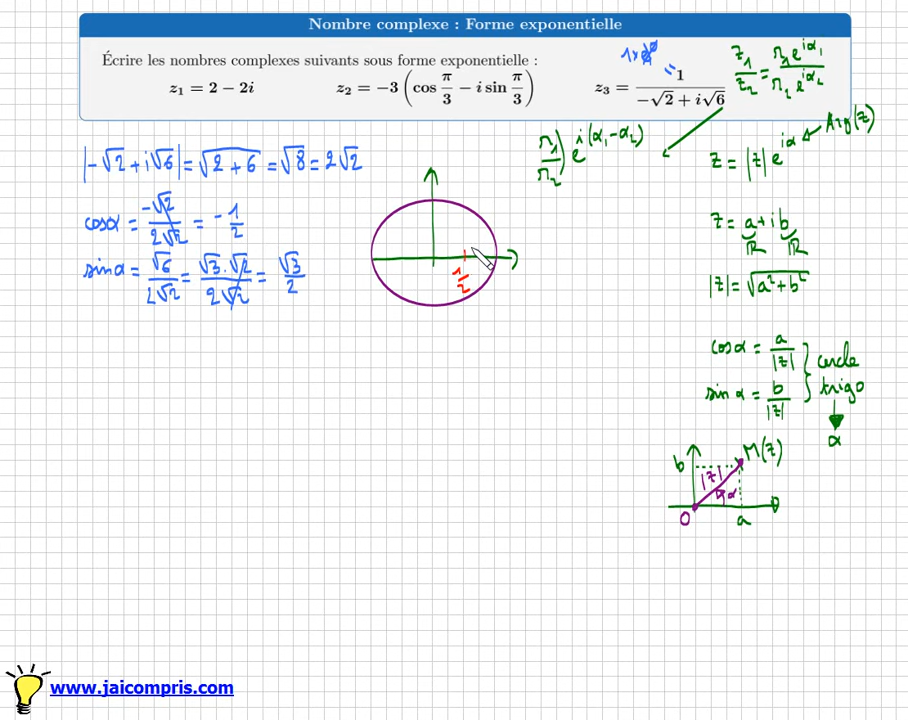 Nombre complexe : Forme exponentielle
Écrire les nombres complexes suivants sous forme exponentielle :
z₁ = 2 − 2i
z₂ = −3 (cos π/3 − i sin π/3)
z₃ = 1/(−√2 + i√6)
z₁/z₂ = r₁e^(iα₁)/r₂e^(iα₂)
r₁/r₂ e^(i(α₁−α₂))
|−√2 + i√6| = √(2+6) = √8 = 2√2
cos α = −√2/2√2 = −1/2
sin α = √6/2√2 = √3·√2/2√2 = √3/2
1/2
Arg(z)
z = |z| e^(iα)
z = a + ib
ℝ ℝ
|z| = √(a² + b²)
cos α = a/|z|
sin α = b/|z|
cercle
trigo
α
b
M(z)
|z|
α
O
a
www.jaicompris.com